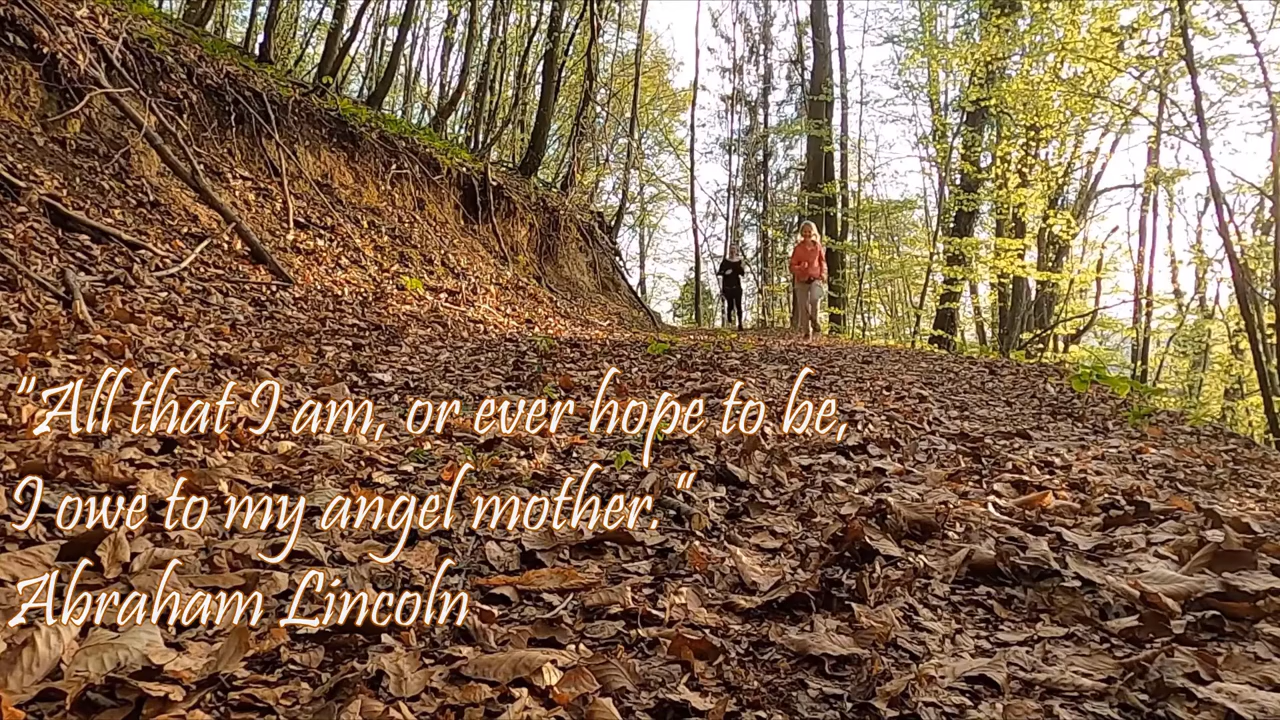 "All that I am, or ever hope to be,
I owe to my angel mother."
Abraham Lincoln